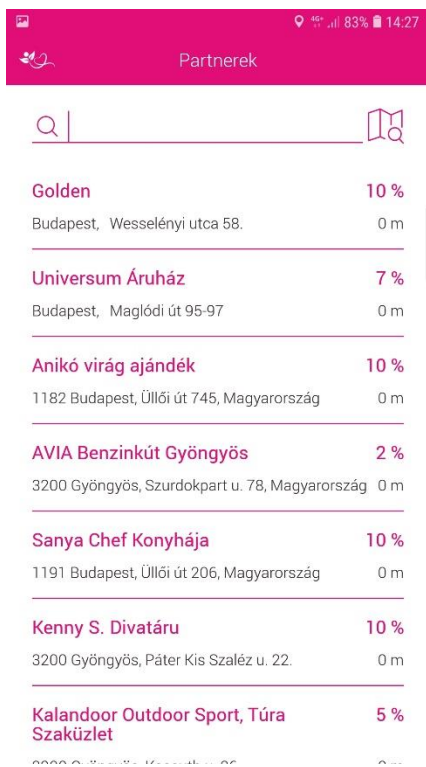 4G+ 83% 14:27
Partnerek
Golden 10 %
Budapest, Wesselényi utca 58. 0 m
Universum Áruház 7 %
Budapest, Maglódi út 95-97 0 m
Anikó virág ajándék 10 %
1182 Budapest, Üllői út 745, Magyarország 0 m
AVIA Benzinkút Gyöngyös 2 %
3200 Gyöngyös, Szurdokpart u. 78, Magyarország 0 m
Sanya Chef Konyhája 10 %
1191 Budapest, Üllői út 206, Magyarország 0 m
Kenny S. Divatáru 10 %
3200 Gyöngyös, Páter Kis Szaléz u. 22. 0 m
Kalandoor Outdoor Sport, Túra 5 %
Szaküzlet